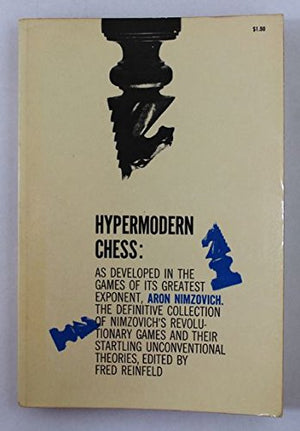 $1.50
HYPERMODERN
CHESS:
AS DEVELOPED IN THE
GAMES OF ITS GREATEST
EXPONENT, ARON NIMZOVICH.
THE DEFINITIVE COLLECTION
OF NIMZOVICH'S REVOLU-
TIONARY GAMES AND THEIR
STARTLING UNCONVENTIONAL
THEORIES, EDITED BY
FRED REINFELD